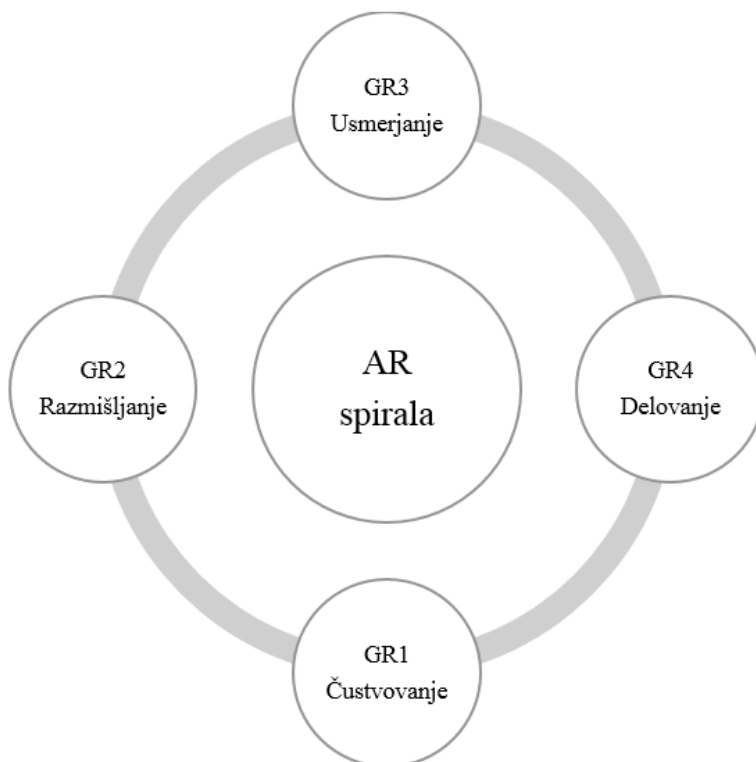 GR3
Usmerjanje
GR2
Razmišljanje
AR
spirala
GR4
Delovanje
GR1
Čustvovanje